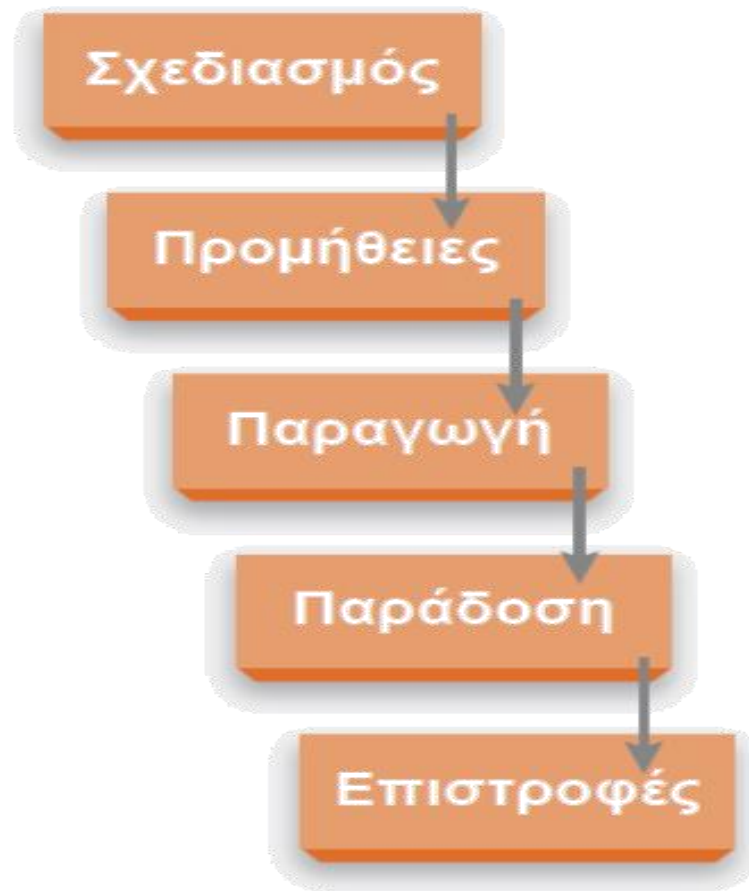 Σχεδιασμός
Προμήθειες
Παραγωγή
Παράδοση
Επιστροφές